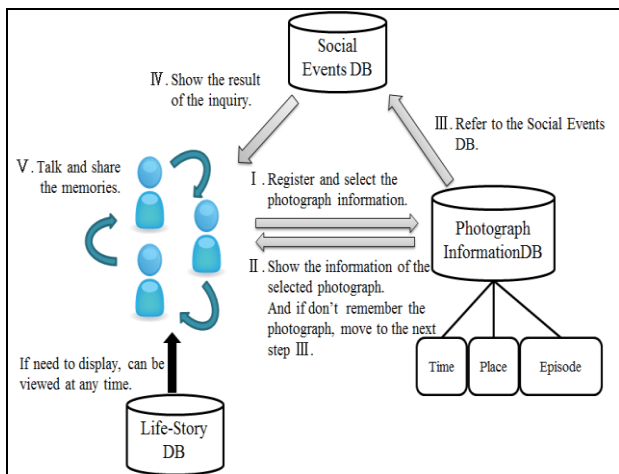 Social
Events DB
Ⅳ. Show the result
of the inquiry.
Ⅲ. Refer to the Social Events
DB.
Ⅴ. Talk and share
the memories.
Ⅰ. Register and select the
photograph information.
Photograph
InformationDB
Ⅱ. Show the information of the
selected photograph.
And if don't remember the
photograph, move to the next
step Ⅲ.
Time
Place
Episode
If need to display, can be
viewed at any time.
Life-Story
DB